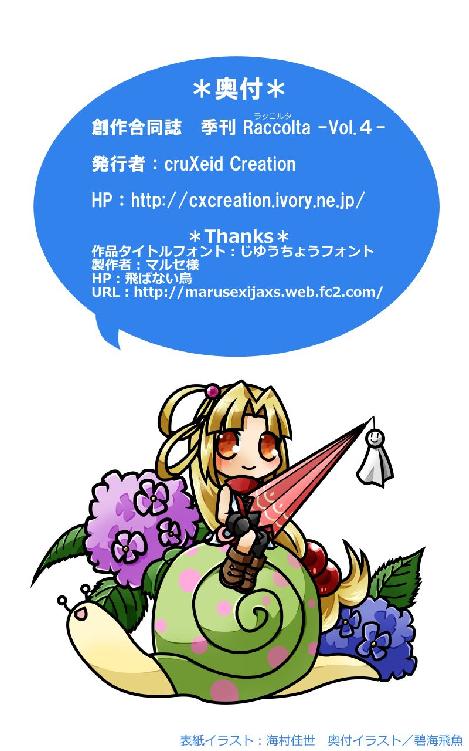 ＊奥付＊
ラッコルタ
創作合同誌　季刊 Raccolta －Vol.４－
発行者：cruXeid Creation
HP：http://cxcreation.ivory.ne.jp/
＊Thanks＊
作品タイトルフォント：じゆうちょうフォント
製作者：マルセ様
HP：飛ばない烏
URL：http://marusexijaxs.web.fc2.com/
表紙イラスト：海村佳世　奥付イラスト／碧海飛魚